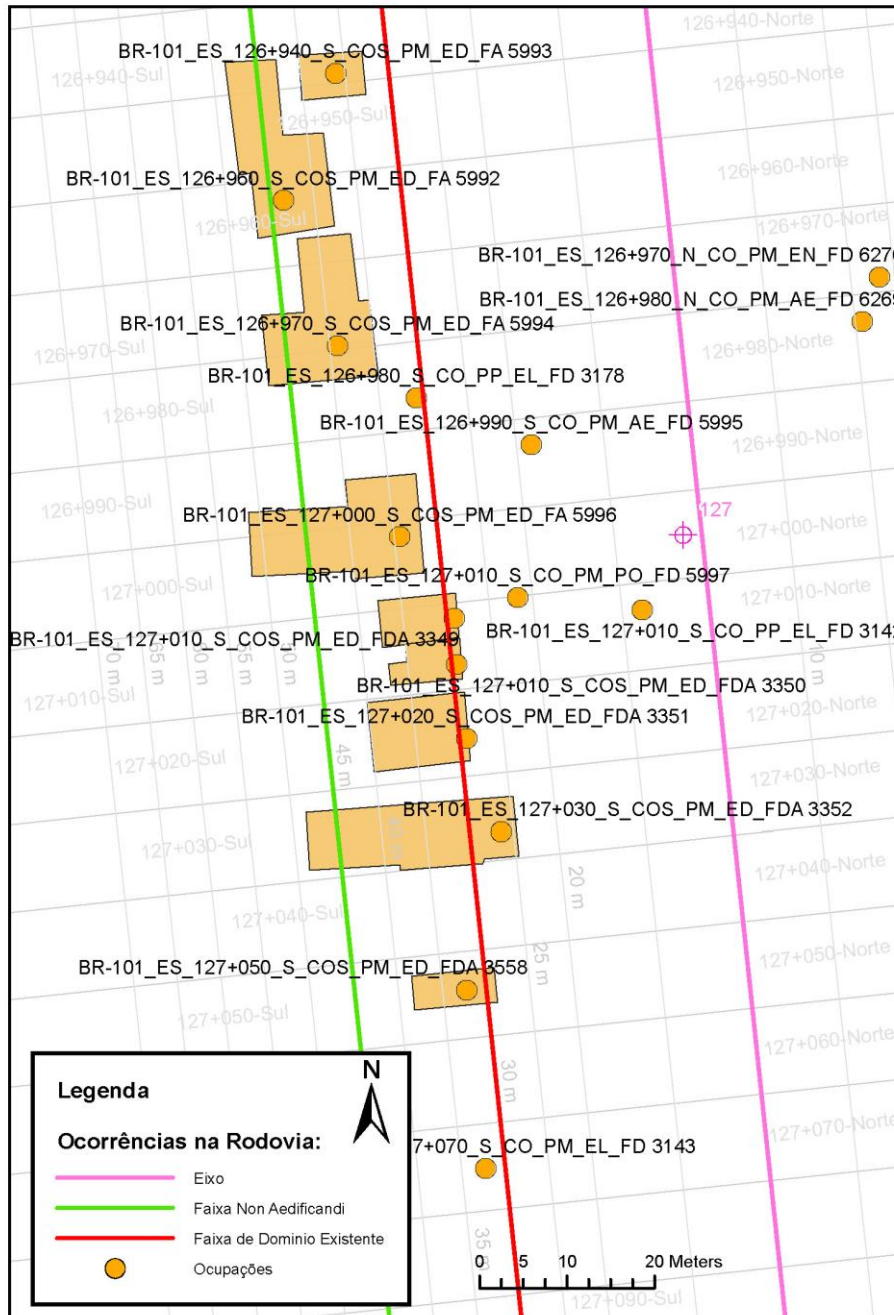 126+940-Norte
BR-101_ES_126+940_S_COS_PM_ED_FA 5993
126+940-Sul
126+950-Norte
126+950-Sul
126+960-Norte
BR-101_ES_126+960_S_COS_PM_ED_FA 5992
126+960-Sul
126+970-Norte
BR-101_ES_126+970_N_CO_PM_EN_FD 6270
BR-101_ES_126+980_N_CO_PM_AE_FD 6269
BR-101_ES_126+970_S_COS_PM_ED_FA 5994
126+970-Sul
126+980-Norte
BR-101_ES_126+980_S_CO_PP_EL_FD 3178
126+980-Sul
BR-101_ES_126+990_S_CO_PM_AE_FD 5995
126+990-Norte
126+990-Sul
127
BR-101_ES_127+000_S_COS_PM_ED_FA 5996
127+000-Norte
127+000-Sul
BR-101_ES_127+010_S_CO_PM_PO_FD 5997
127+010-Norte
BR-101_ES_127+010_S_COS_PM_ED_FDA 3349
BR-101_ES_127+010_S_CO_PP_EL_FD 3142
70 m
65 m
60 m
55 m
50 m
10 m
127+010-Sul
BR-101_ES_127+010_S_COS_PM_ED_FDA 3350
BR-101_ES_127+020_S_COS_PM_ED_FDA 3351
127+020-Norte
127+020-Sul
45 m
127+030-Norte
BR-101_ES_127+030_S_COS_PM_ED_FDA 3352
127+030-Sul
40 m
127+040-Norte
20 m
127+040-Sul
127+050-Norte
25 m
BR-101_ES_127+050_S_COS_PM_ED_FDA 3558
127+050-Sul
127+060-Norte
30 m
127+070-Norte
7+070_S_CO_PM_EL_FD 3143
35 m
Legenda
N
Ocorrências na Rodovia:
Eixo
Faixa Non Aedificandi
Faixa de Dominio Existente
Ocupações
0 5 10 20 Meters
127+090-Sul